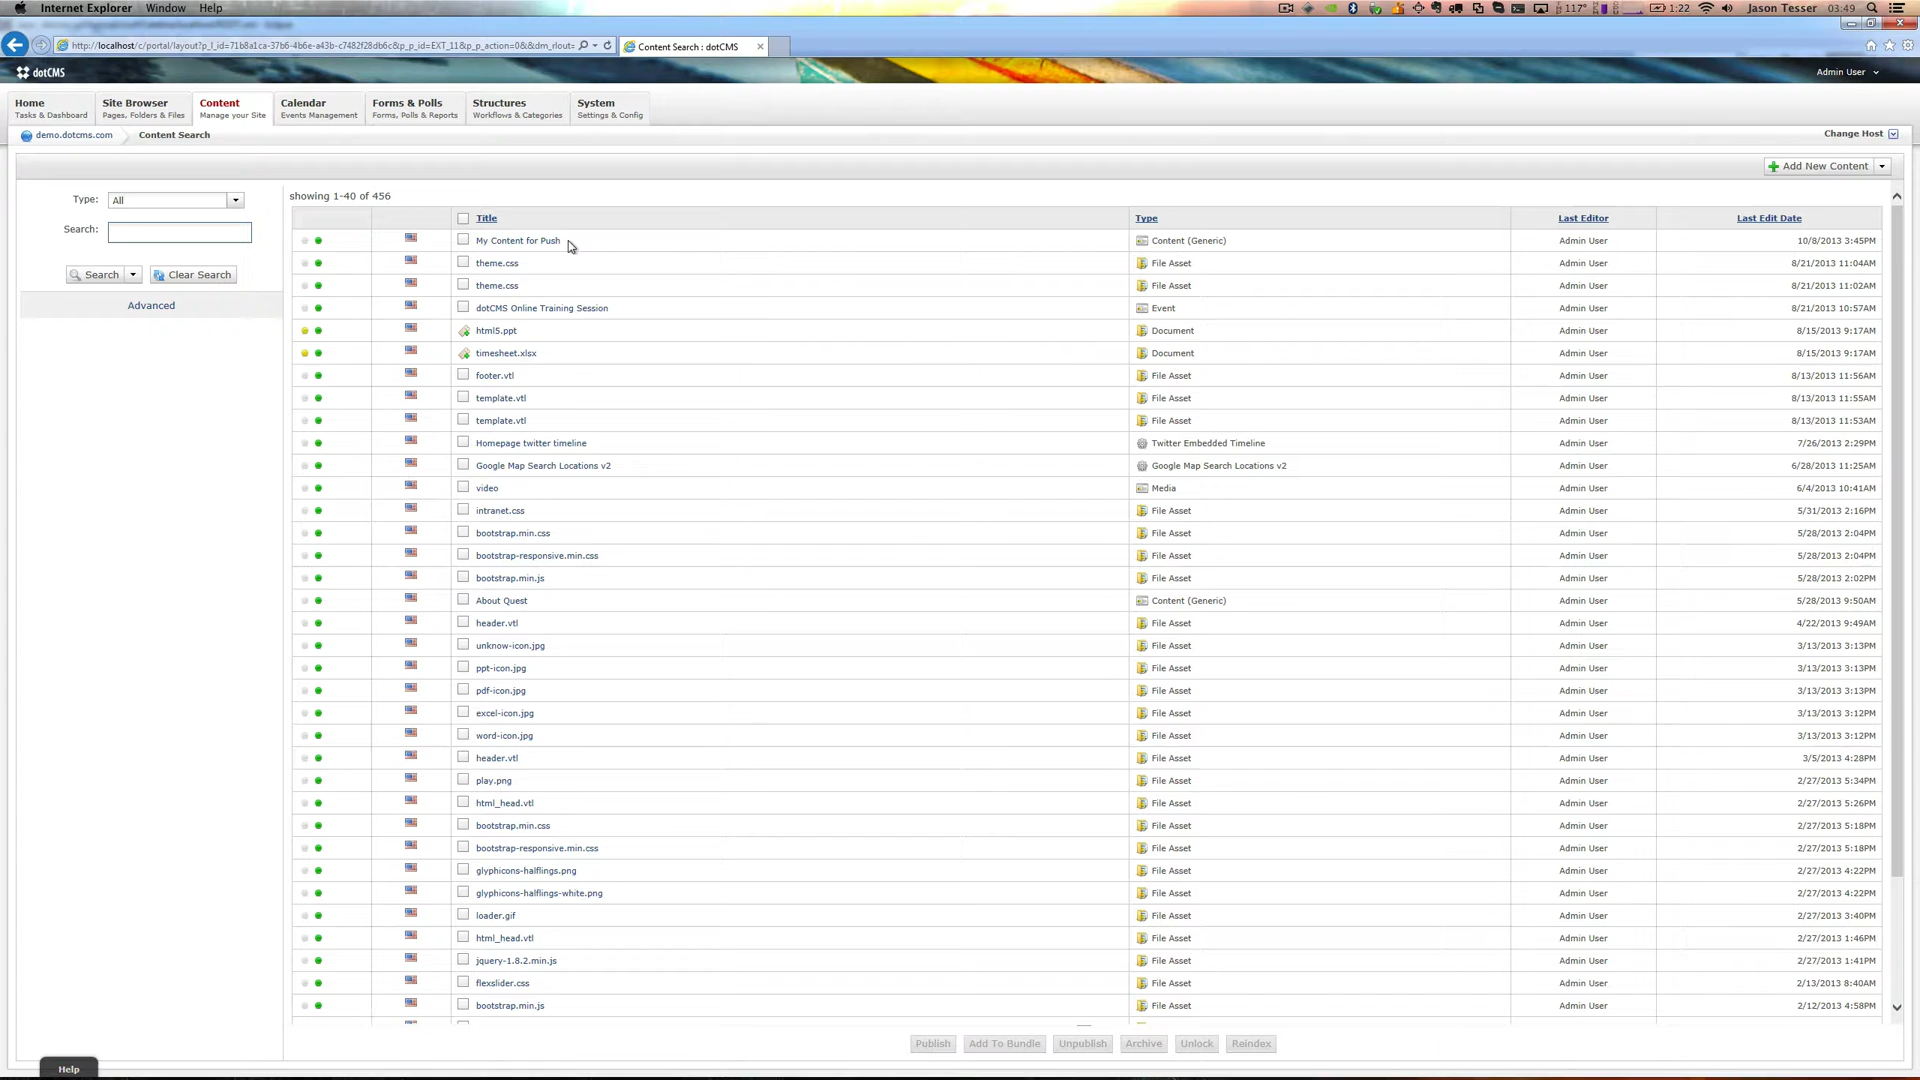 Internet Explorer Window Help 117° 1:22 Jason Tesser 03:49
http://localhost/c/portal/layout?p_l_id=71b8a1ca-37b6-4b6e-a43b-c7482f28db6c&p_p_id=EXT_11&p_p_action=0&&dm_rlout= Content Search : dotCMS
dotCMS Admin User
Home Site Browser Content Calendar Forms & Polls Structures System
Tasks & Dashboard Pages, Folders & Files Manage your Site Events Management Forms, Polls & Reports Workflows & Categories Settings & Config
demo.dotcms.com Content Search Change Host
Add New Content
Type: All
Search:
Search Clear Search
Advanced
showing 1-40 of 456
Title Type Last Editor Last Edit Date
My Content for Push Content (Generic) Admin User 10/8/2013 3:45PM
theme.css File Asset Admin User 8/21/2013 11:04AM
theme.css File Asset Admin User 8/21/2013 11:02AM
dotCMS Online Training Session Event Admin User 8/21/2013 10:57AM
html5.ppt Document Admin User 8/15/2013 9:17AM
timesheet.xlsx Document Admin User 8/15/2013 9:17AM
footer.vtl File Asset Admin User 8/13/2013 11:56AM
template.vtl File Asset Admin User 8/13/2013 11:55AM
template.vtl File Asset Admin User 8/13/2013 11:53AM
Homepage twitter timeline Twitter Embedded Timeline Admin User 7/26/2013 2:29PM
Google Map Search Locations v2 Google Map Search Locations v2 Admin User 6/28/2013 11:25AM
video Media Admin User 6/4/2013 10:41AM
intranet.css File Asset Admin User 5/31/2013 2:16PM
bootstrap.min.css File Asset Admin User 5/28/2013 2:04PM
bootstrap-responsive.min.css File Asset Admin User 5/28/2013 2:04PM
bootstrap.min.js File Asset Admin User 5/28/2013 2:02PM
About Quest Content (Generic) Admin User 5/28/2013 9:50AM
header.vtl File Asset Admin User 4/22/2013 9:49AM
unknow-icon.jpg File Asset Admin User 3/13/2013 3:13PM
ppt-icon.jpg File Asset Admin User 3/13/2013 3:13PM
pdf-icon.jpg File Asset Admin User 3/13/2013 3:13PM
excel-icon.jpg File Asset Admin User 3/13/2013 3:12PM
word-icon.jpg File Asset Admin User 3/13/2013 3:12PM
header.vtl File Asset Admin User 3/5/2013 4:28PM
play.png File Asset Admin User 2/27/2013 5:34PM
html_head.vtl File Asset Admin User 2/27/2013 5:26PM
bootstrap.min.css File Asset Admin User 2/27/2013 5:18PM
bootstrap-responsive.min.css File Asset Admin User 2/27/2013 5:18PM
glyphicons-halflings.png File Asset Admin User 2/27/2013 4:22PM
glyphicons-halflings-white.png File Asset Admin User 2/27/2013 4:22PM
loader.gif File Asset Admin User 2/27/2013 3:40PM
html_head.vtl File Asset Admin User 2/27/2013 1:46PM
jquery-1.8.2.min.js File Asset Admin User 2/27/2013 1:41PM
flexslider.css File Asset Admin User 2/13/2013 8:40AM
bootstrap.min.js File Asset Admin User 2/12/2013 4:58PM
Publish Add To Bundle Unpublish Archive Unlock Reindex
Help